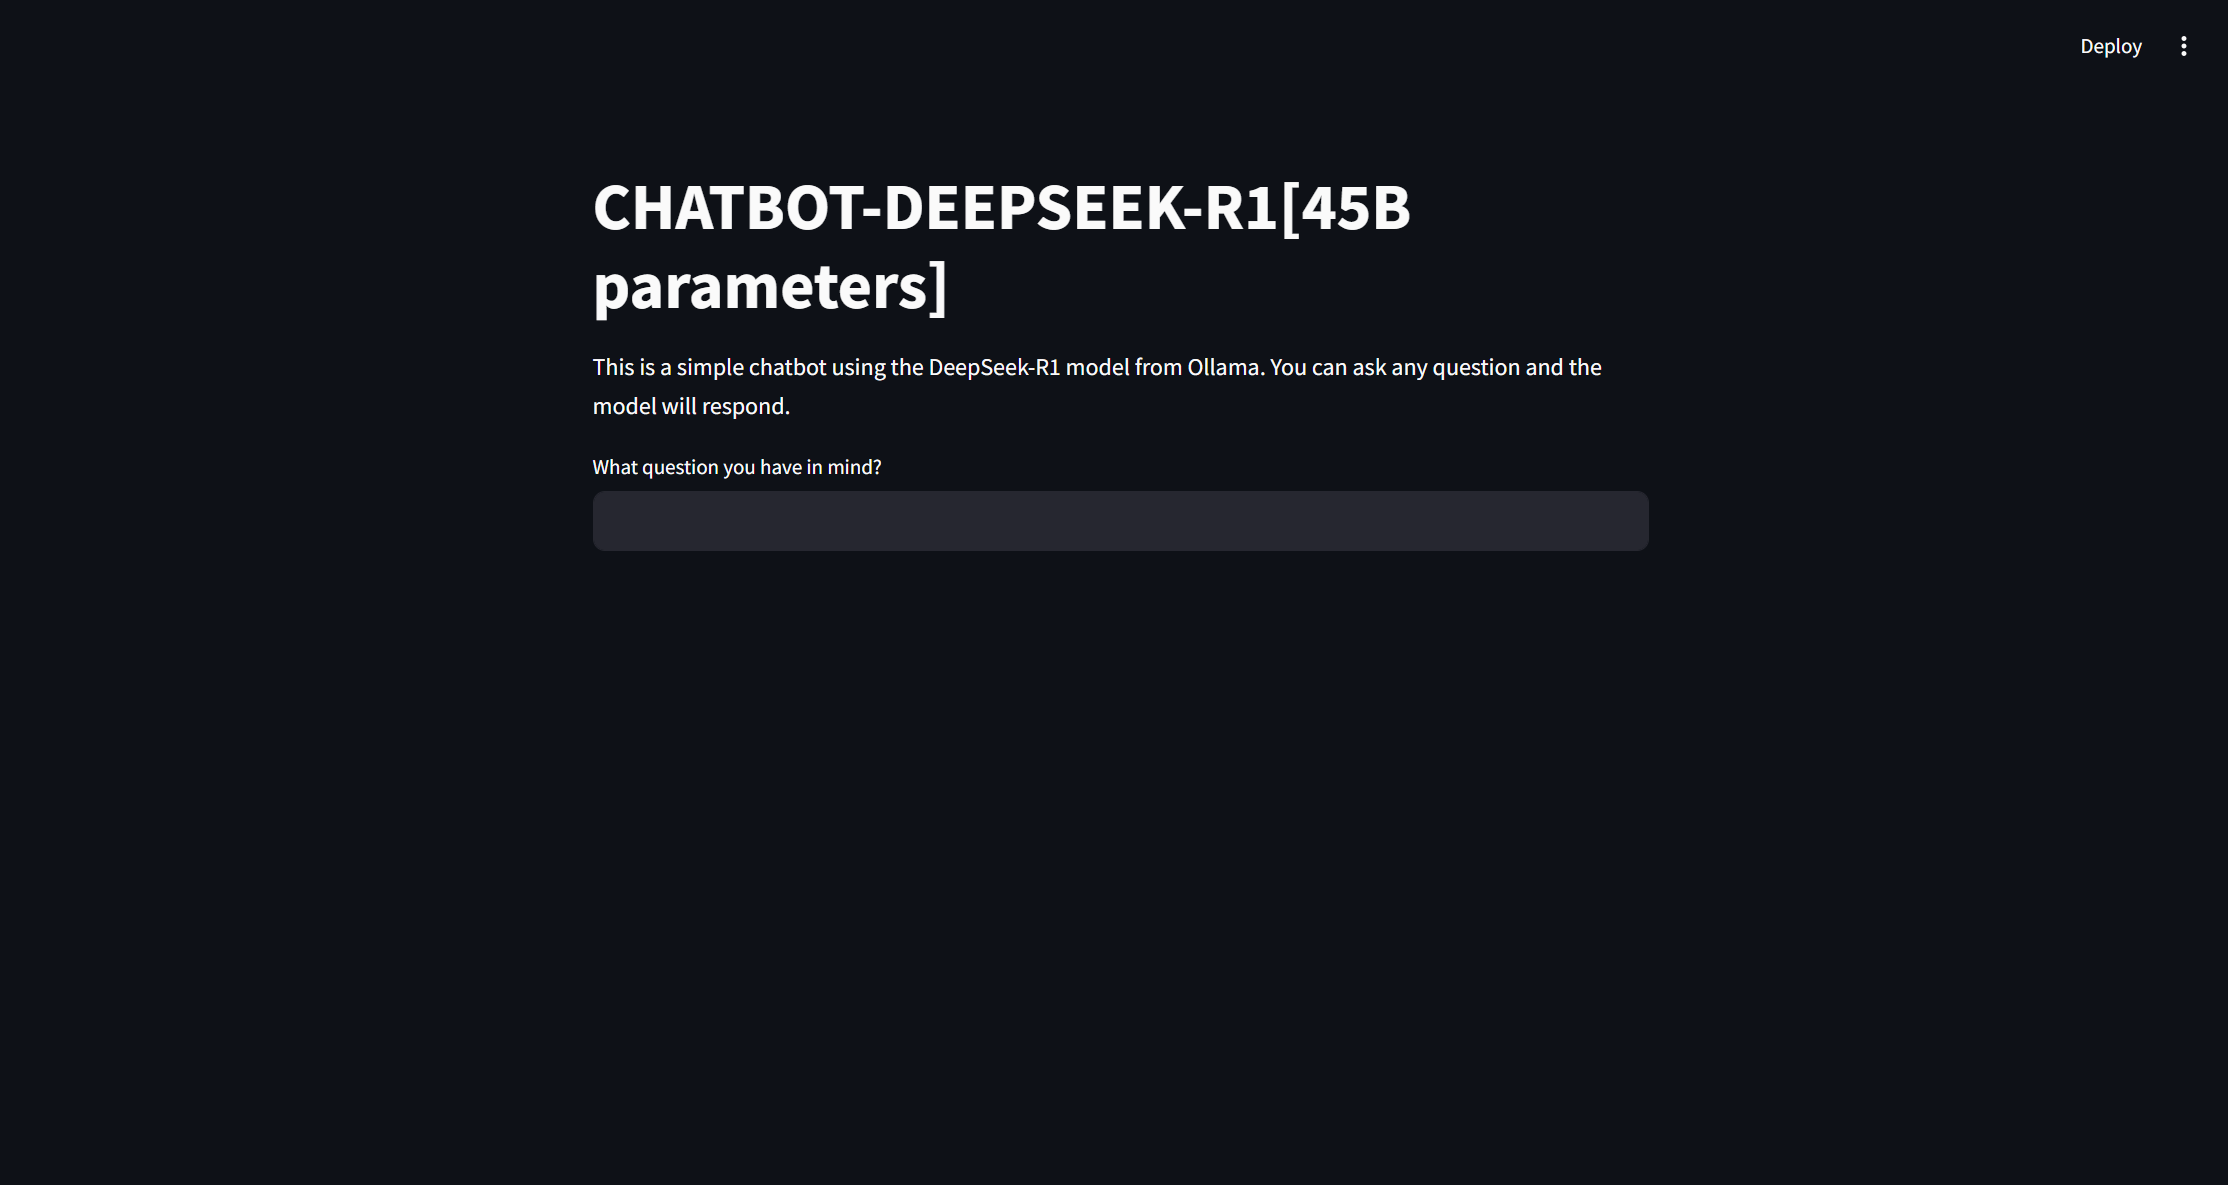 Deploy
CHATBOT-DEEPSEEK-R1[45B
parameters]
This is a simple chatbot using the DeepSeek-R1 model from Ollama. You can ask any question and the
model will respond.
What question you have in mind?